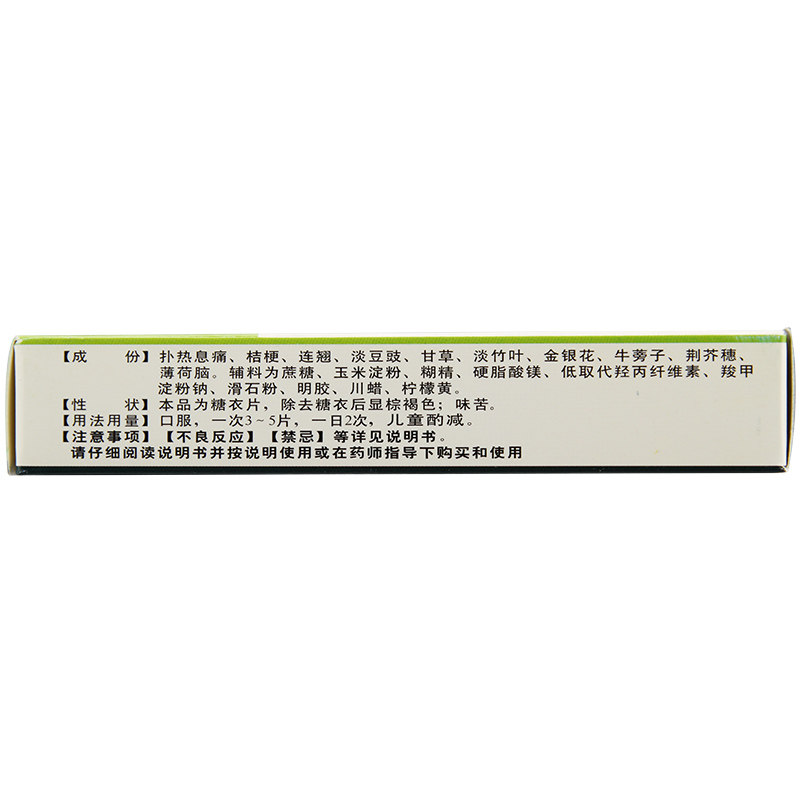 【成　份】扑热息痛、桔梗、连翘、淡豆豉、甘草、淡竹叶、金银花、牛蒡子、荆芥穗、
薄荷脑。辅料为蔗糖、玉米淀粉、糊精、硬脂酸镁、低取代羟丙纤维素、羧甲
淀粉钠、滑石粉、明胶、川蜡、柠檬黄。
【性　状】本品为糖衣片，除去糖衣后显棕褐色；味苦。
【用法用量】口服，一次3~5片，一日2次，儿童酌减。
【注意事项】【不良反应】【禁忌】等详见说明书。
请仔细阅读说明书并按说明使用或在药师指导下购买和使用